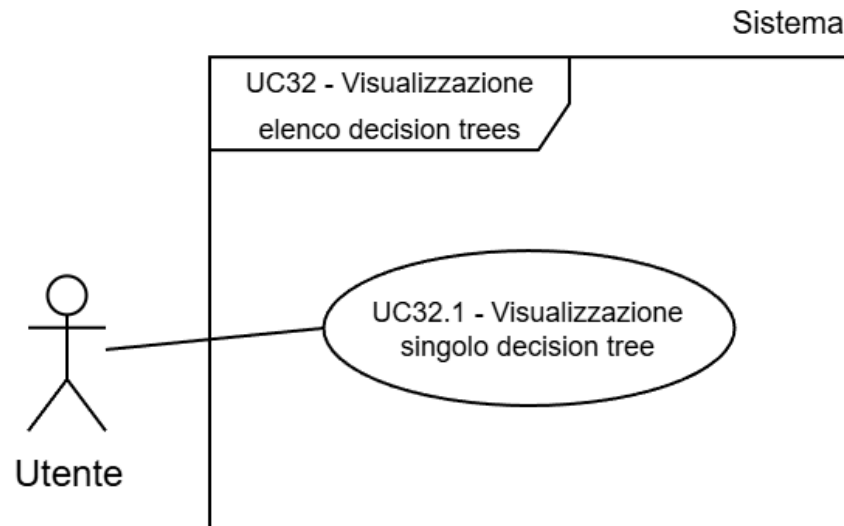 Sistema
UC32 - Visualizzazione
elenco decision trees
UC32.1 - Visualizzazione
singolo decision tree
Utente